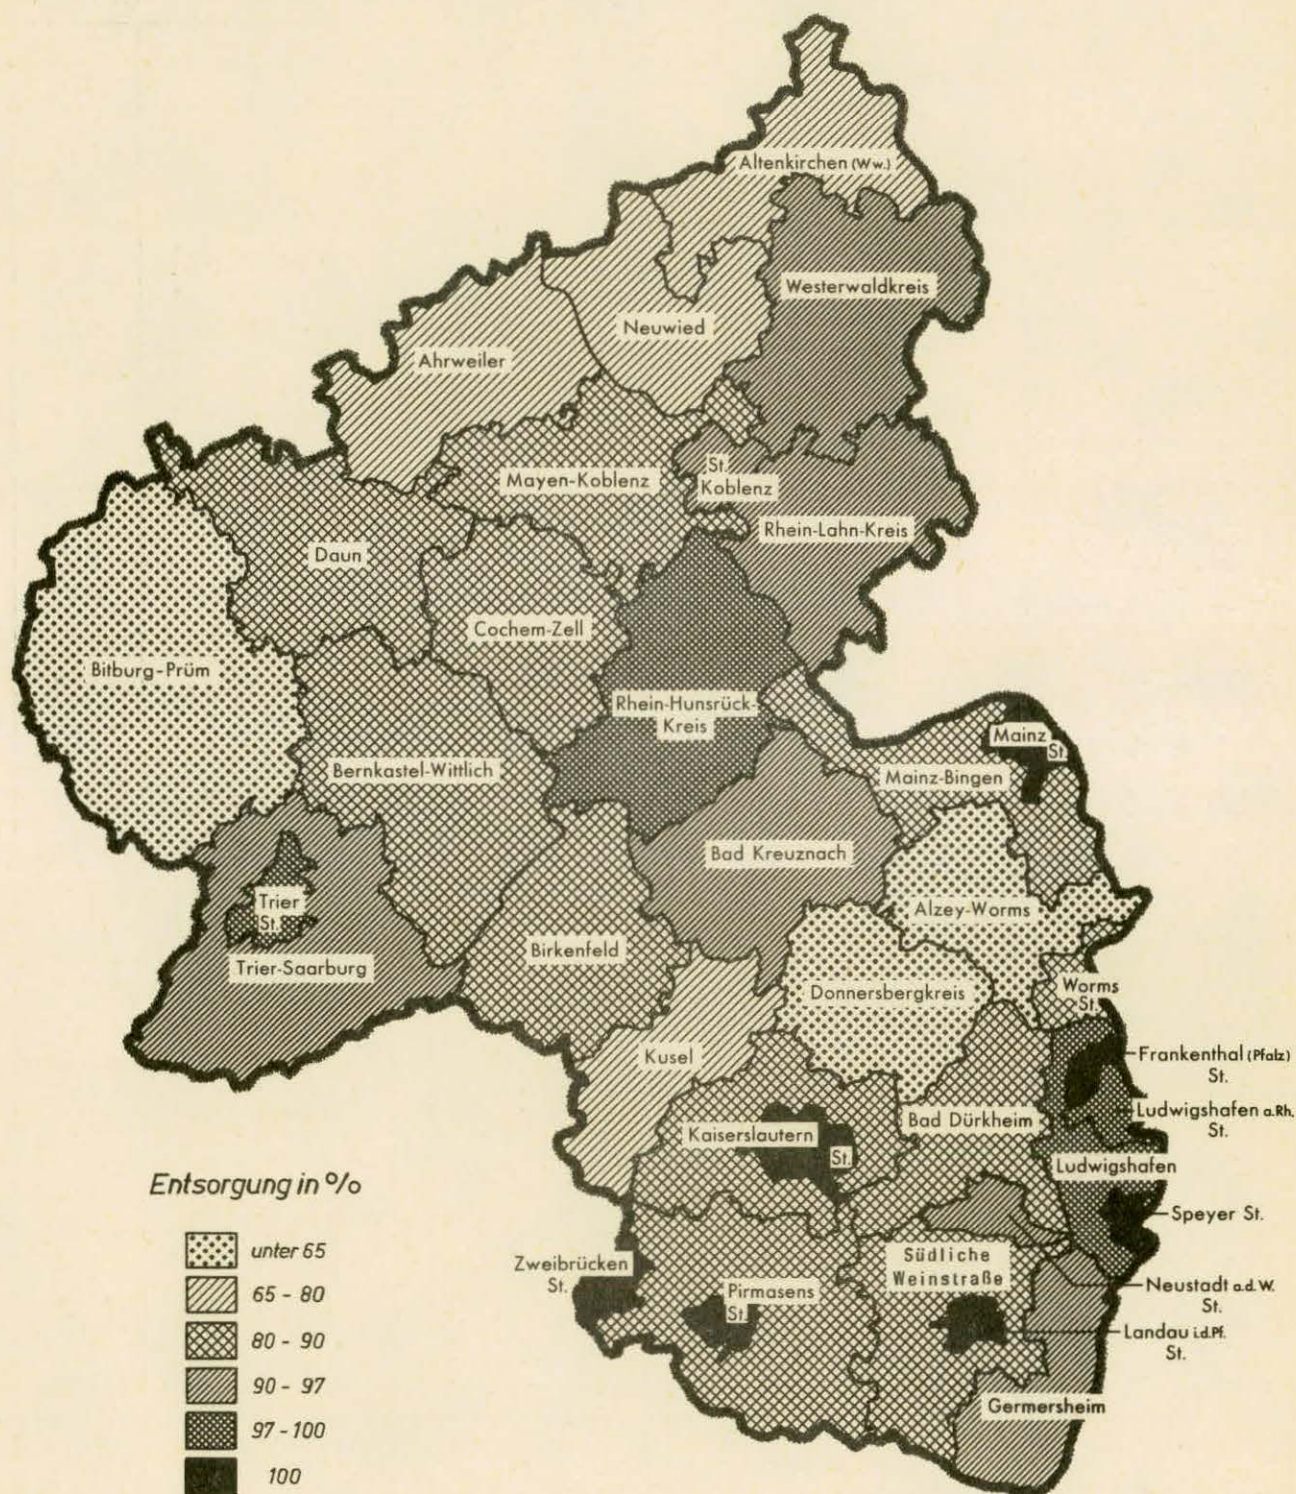 Altenkirchen (Ww.)
Westerwaldkreis
Neuwied
Ahrweiler
Mayen-Koblenz
St.
Koblenz
Rhein-Lahn-Kreis
Daun
Cochem-Zell
Bitburg-Prüm
Rhein-Hunsrück-
Kreis
Mainz
St.
Bernkastel-Wittlich
Mainz-Bingen
Bad Kreuznach
Trier
St.
Alzey-Worms
Birkenfeld
Trier-Saarburg
Donnersbergkreis
Worms
St.
Kusel
Frankenthal (Pfalz)
St.
Ludwigshafen a.Rh.
St.
Bad Dürkheim
Kaiserslautern
St.
Ludwigshafen
Speyer St.
Südliche
Weinstraße
Zweibrücken
St.
Pirmasens
St.
Neustadt a.d.W.
St.
Landau i.d.Pf.
St.
Germersheim
Entsorgung in %
unter 65
65 - 80
80 - 90
90 - 97
97 - 100
100